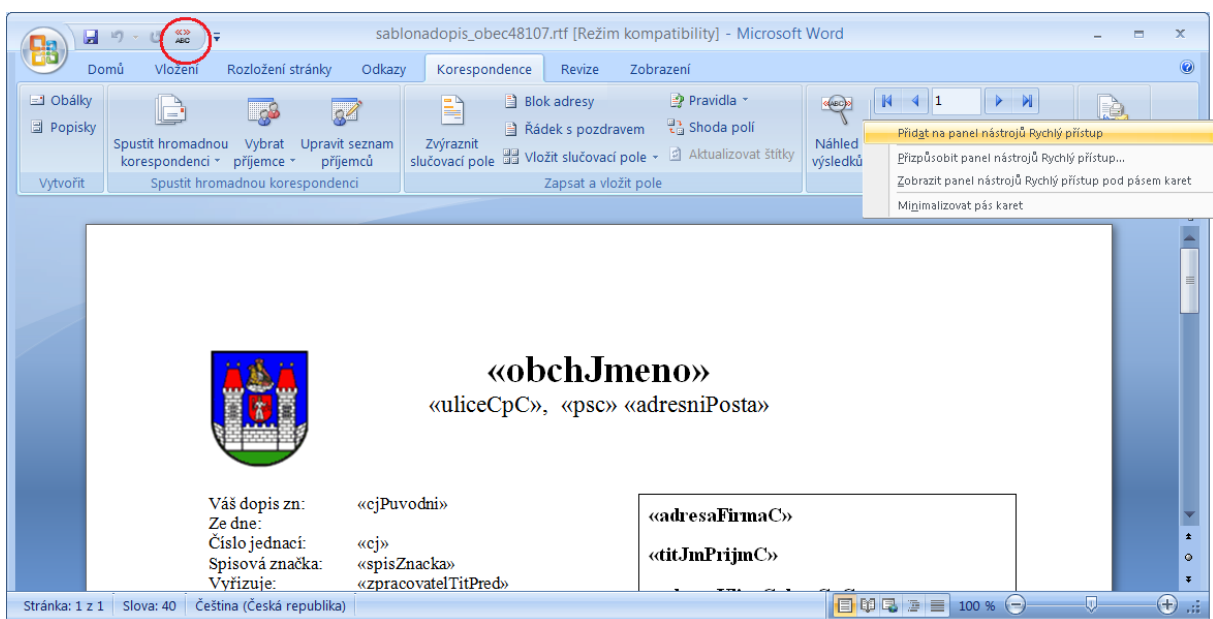 «»
ABC
sablonadopis_obec48107.rtf [Režim kompatibility] - Microsoft Word
Domů Vložení Rozložení stránky Odkazy Korespondence Revize Zobrazení
Obálky
Popisky
Vytvořit
Spustit hromadnou korespondenci
Vybrat příjemce
Upravit seznam příjemců
Spustit hromadnou korespondenci
Zvýraznit slučovací pole
Blok adresy
Řádek s pozdravem
Vložit slučovací pole
Pravidla
Shoda polí
Aktualizovat štítky
Zapsat a vložit pole
«ABC»
Náhled výsledků
1
Přidat na panel nástrojů Rychlý přístup
Přizpůsobit panel nástrojů Rychlý přístup...
Zobrazit panel nástrojů Rychlý přístup pod pásem karet
Minimalizovat pás karet
«obchJmeno»
«uliceCpC», «psc» «adresniPosta»
Váš dopis zn: «cjPuvodni»
Ze dne:
Číslo jednací: «cj»
Spisová značka: «spisZnacka»
Vyřizuje: «zpracovatelTitPred»
«adresaFirmaC»
«titJmPrijmC»
Stránka: 1 z 1 Slova: 40 Čeština (Česká republika) 100 %